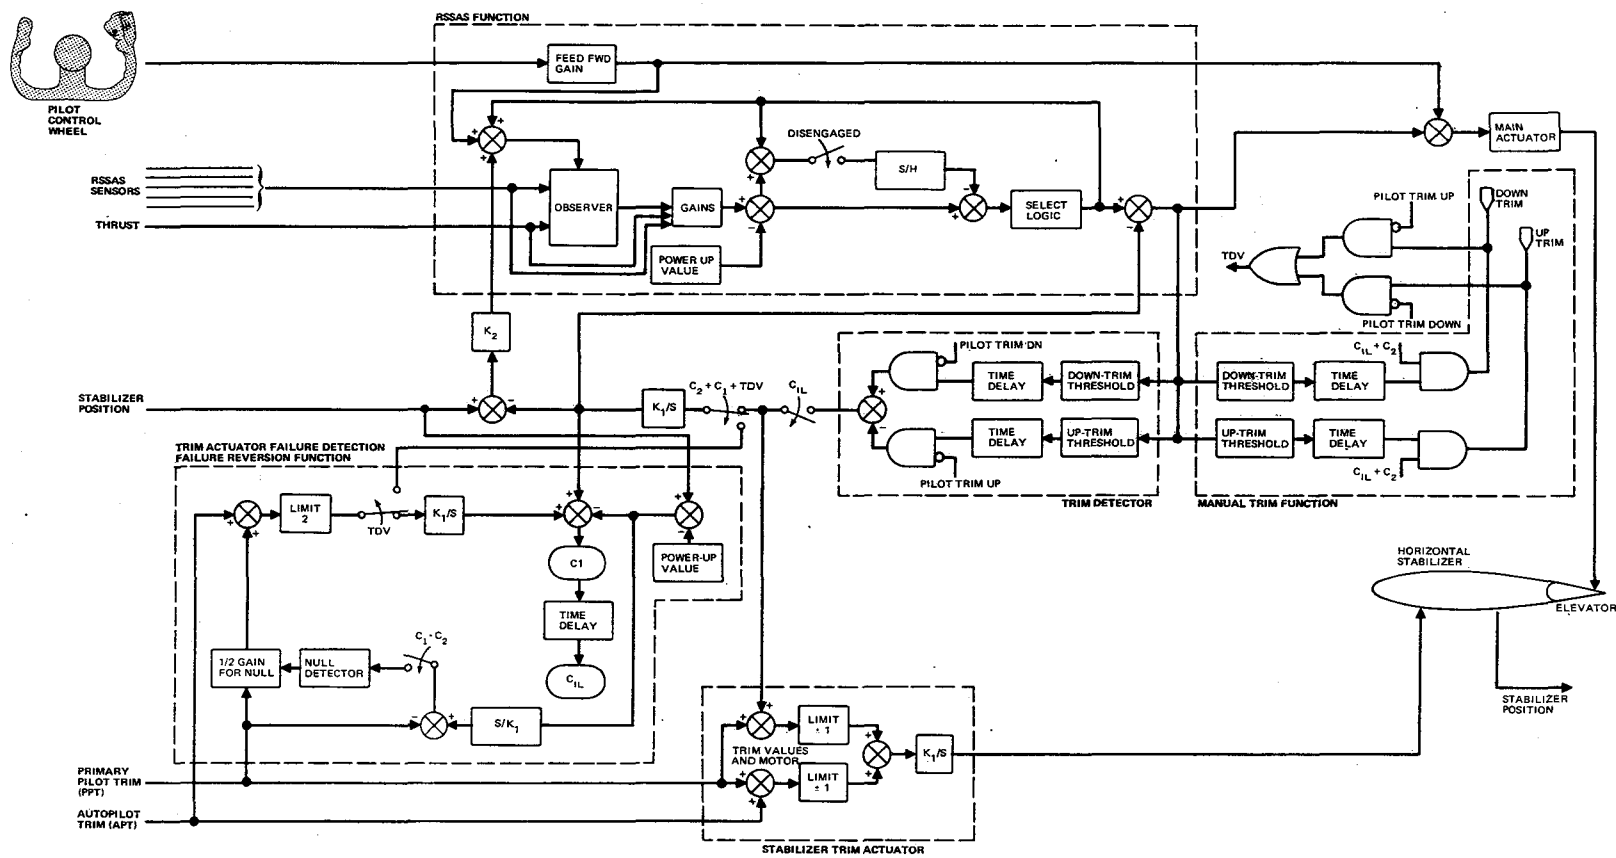 RSSAS FUNCTION
FEED FWD
GAIN
PILOT
CONTROL
WHEEL
MAIN
ACTUATOR
DISENGAGED
S/H
RSSAS
SENSORS
OBSERVER
GAINS
SELECT
LOGIC
THRUST
POWER UP
VALUE
PILOT TRIM UP
DOWN
TRIM
UP
TRIM
TDV
PILOT TRIM DOWN
K2
PILOT TRIM DN
TIME
DELAY
DOWN-TRIM
THRESHOLD
C1L + C2
DOWN-TRIM
THRESHOLD
TIME
DELAY
STABILIZER
POSITION
K1/S
C2 + C1 + TDV
C1L
TIME
DELAY
UP-TRIM
THRESHOLD
UP-TRIM
THRESHOLD
TIME
DELAY
C1L + C2
PILOT TRIM UP
TRIM DETECTOR
MANUAL TRIM FUNCTION
TRIM ACTUATOR FAILURE DETECTION
FAILURE REVERSION FUNCTION
LIMIT
2
TDV
K1/S
C1
POWER-UP
VALUE
TIME
DELAY
C1L
HORIZONTAL
STABILIZER
ELEVATOR
C1 · C2
1/2 GAIN
FOR NULL
NULL
DETECTOR
S/K1
STABILIZER
POSITION
LIMIT
± 1
TRIM VALUES
AND MOTOR
K1/S
LIMIT
± 1
PRIMARY
PILOT TRIM
(PPT)
AUTOPILOT
TRIM (APT)
STABILIZER TRIM ACTUATOR